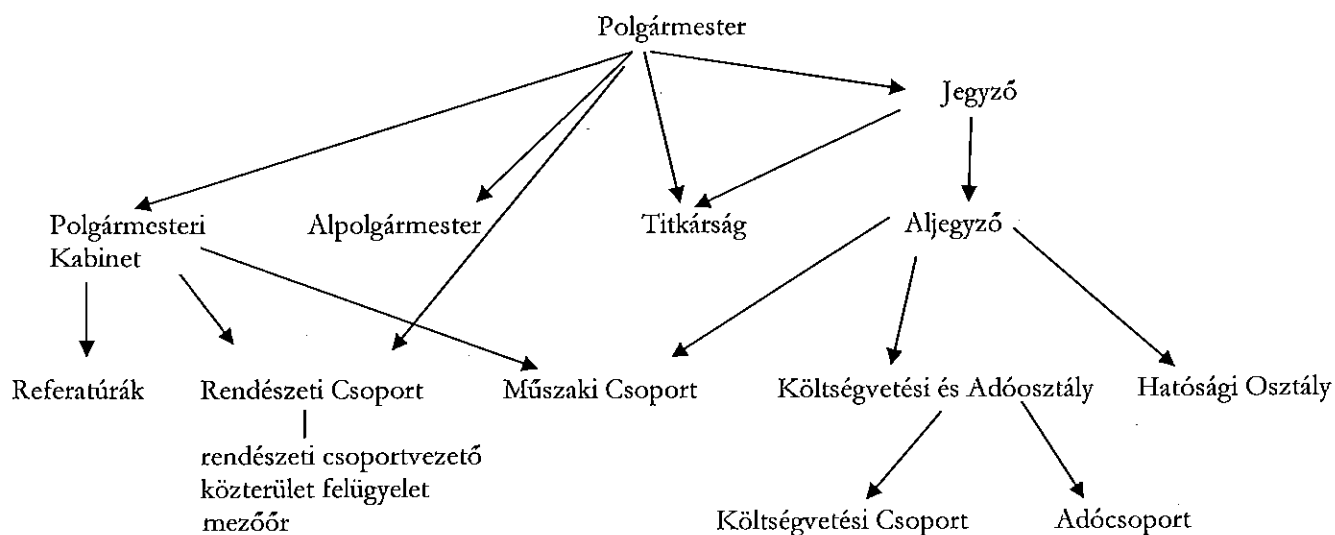 Polgármester
Jegyző
Polgármesteri
Kabinet
Alpolgármester
Titkárság
Aljegyző
Referatúrák
Rendészeti Csoport
Műszaki Csoport
Költségvetési és Adóosztály
Hatósági Osztály
rendészeti csoportvezető
közterület felügyelet
mezőőr
Költségvetési Csoport
Adócsoport